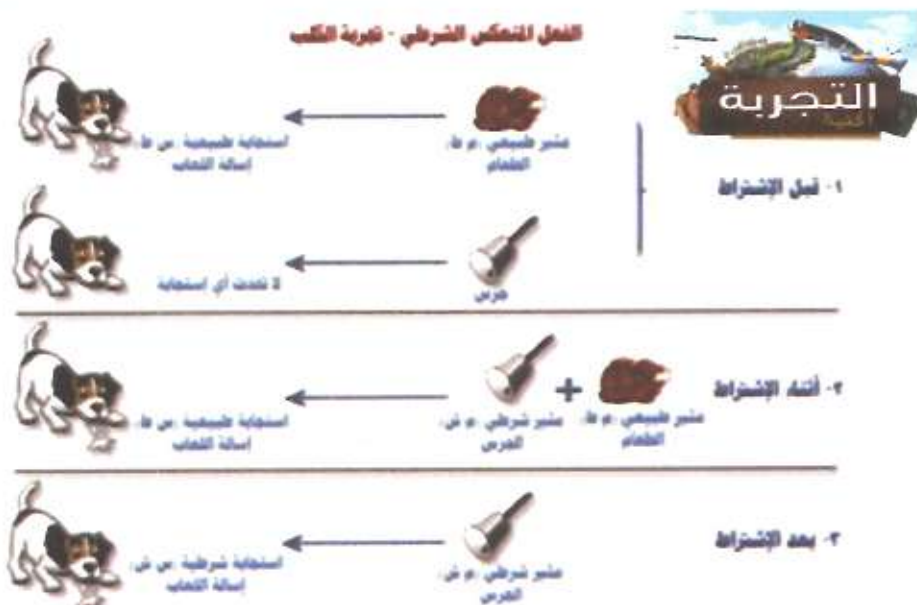 الفعل المنعكس الشرطي - تجربة الكلب
التجربة
١- قبل الإشتراط
مثير طبيعي (م ط)
الطعام
استجابة طبيعية (س ط)
إسالة اللعاب
جرس
لا تحدث أي استجابة
٢- أثناء الإشتراط
مثير طبيعي (م ط)
الطعام
+
مثير شرطي (م ش)
الجرس
استجابة طبيعية (س ط)
إسالة اللعاب
٣- بعد الإشتراط
مثير شرطي (م ش)
الجرس
استجابة شرطية (س ش)
إسالة اللعاب